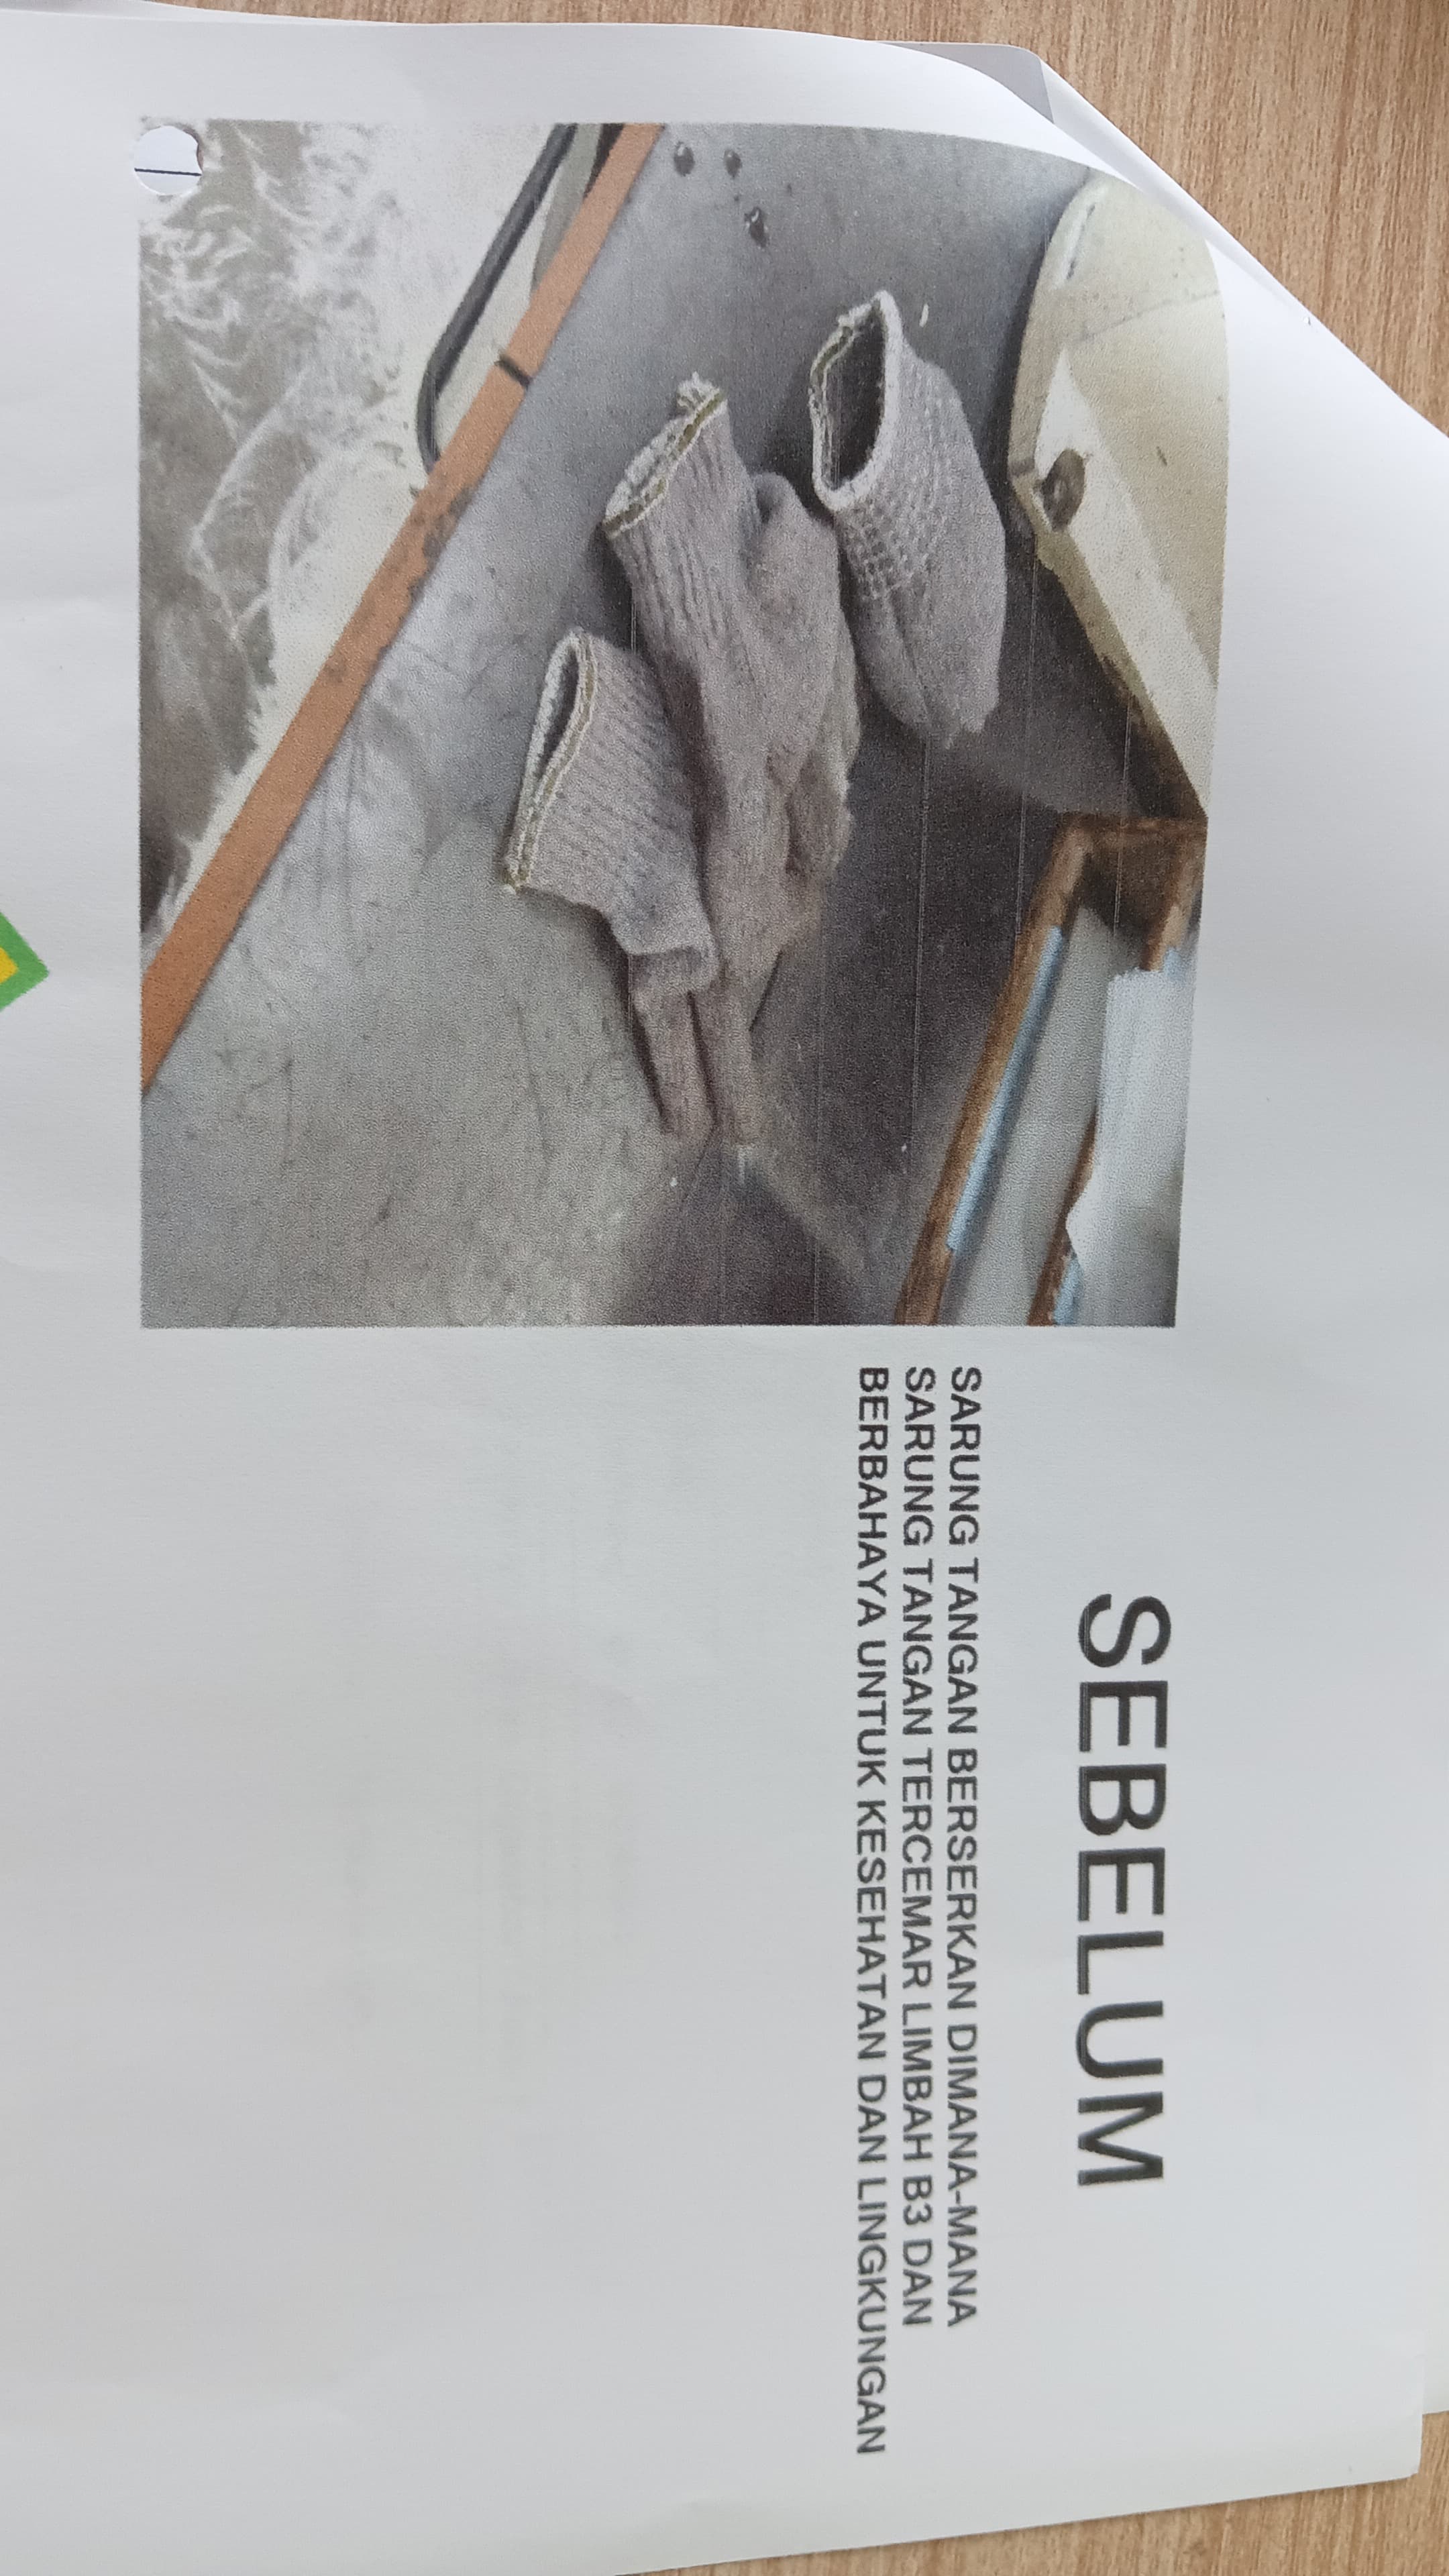 SEBELUM
SARUNG TANGAN BERSERKAN DIMANA-MANA
SARUNG TANGAN TERCEMAR LIMBAH B3 DAN
BERBAHAYA UNTUK KESEHATAN DAN LINGKUNGAN